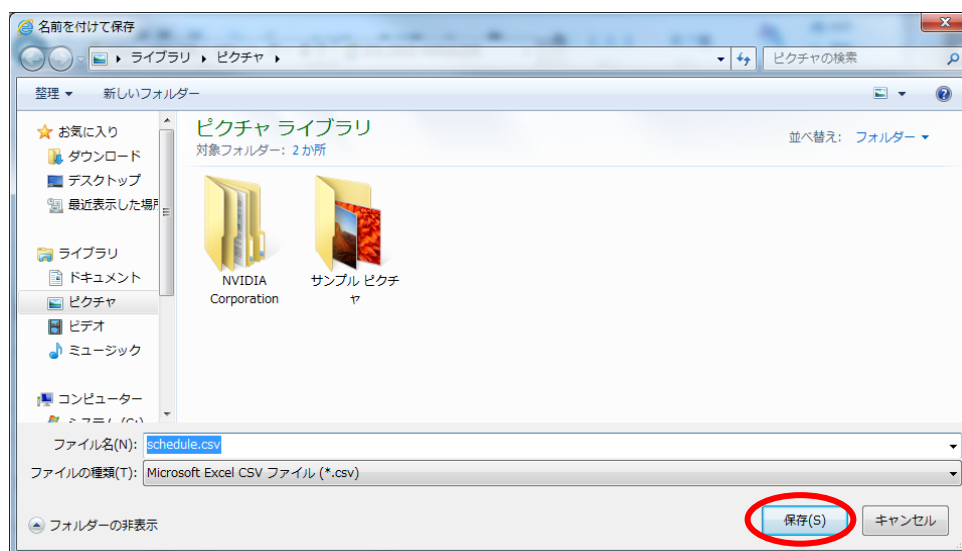 名前を付けて保存
ライブラリ ピクチャ
ピクチャの検索
整理 新しいフォルダー
お気に入り
ダウンロード
デスクトップ
最近表示した場所
ライブラリ
ドキュメント
ピクチャ
ビデオ
ミュージック
コンピューター
ピクチャ ライブラリ
対象フォルダー: 2 か所
並べ替え: フォルダー
NVIDIA
Corporation
サンプル ピクチ
ャ
ファイル名(N): schedule.csv
ファイルの種類(T): Microsoft Excel CSV ファイル (*.csv)
フォルダーの非表示
保存(S) キャンセル